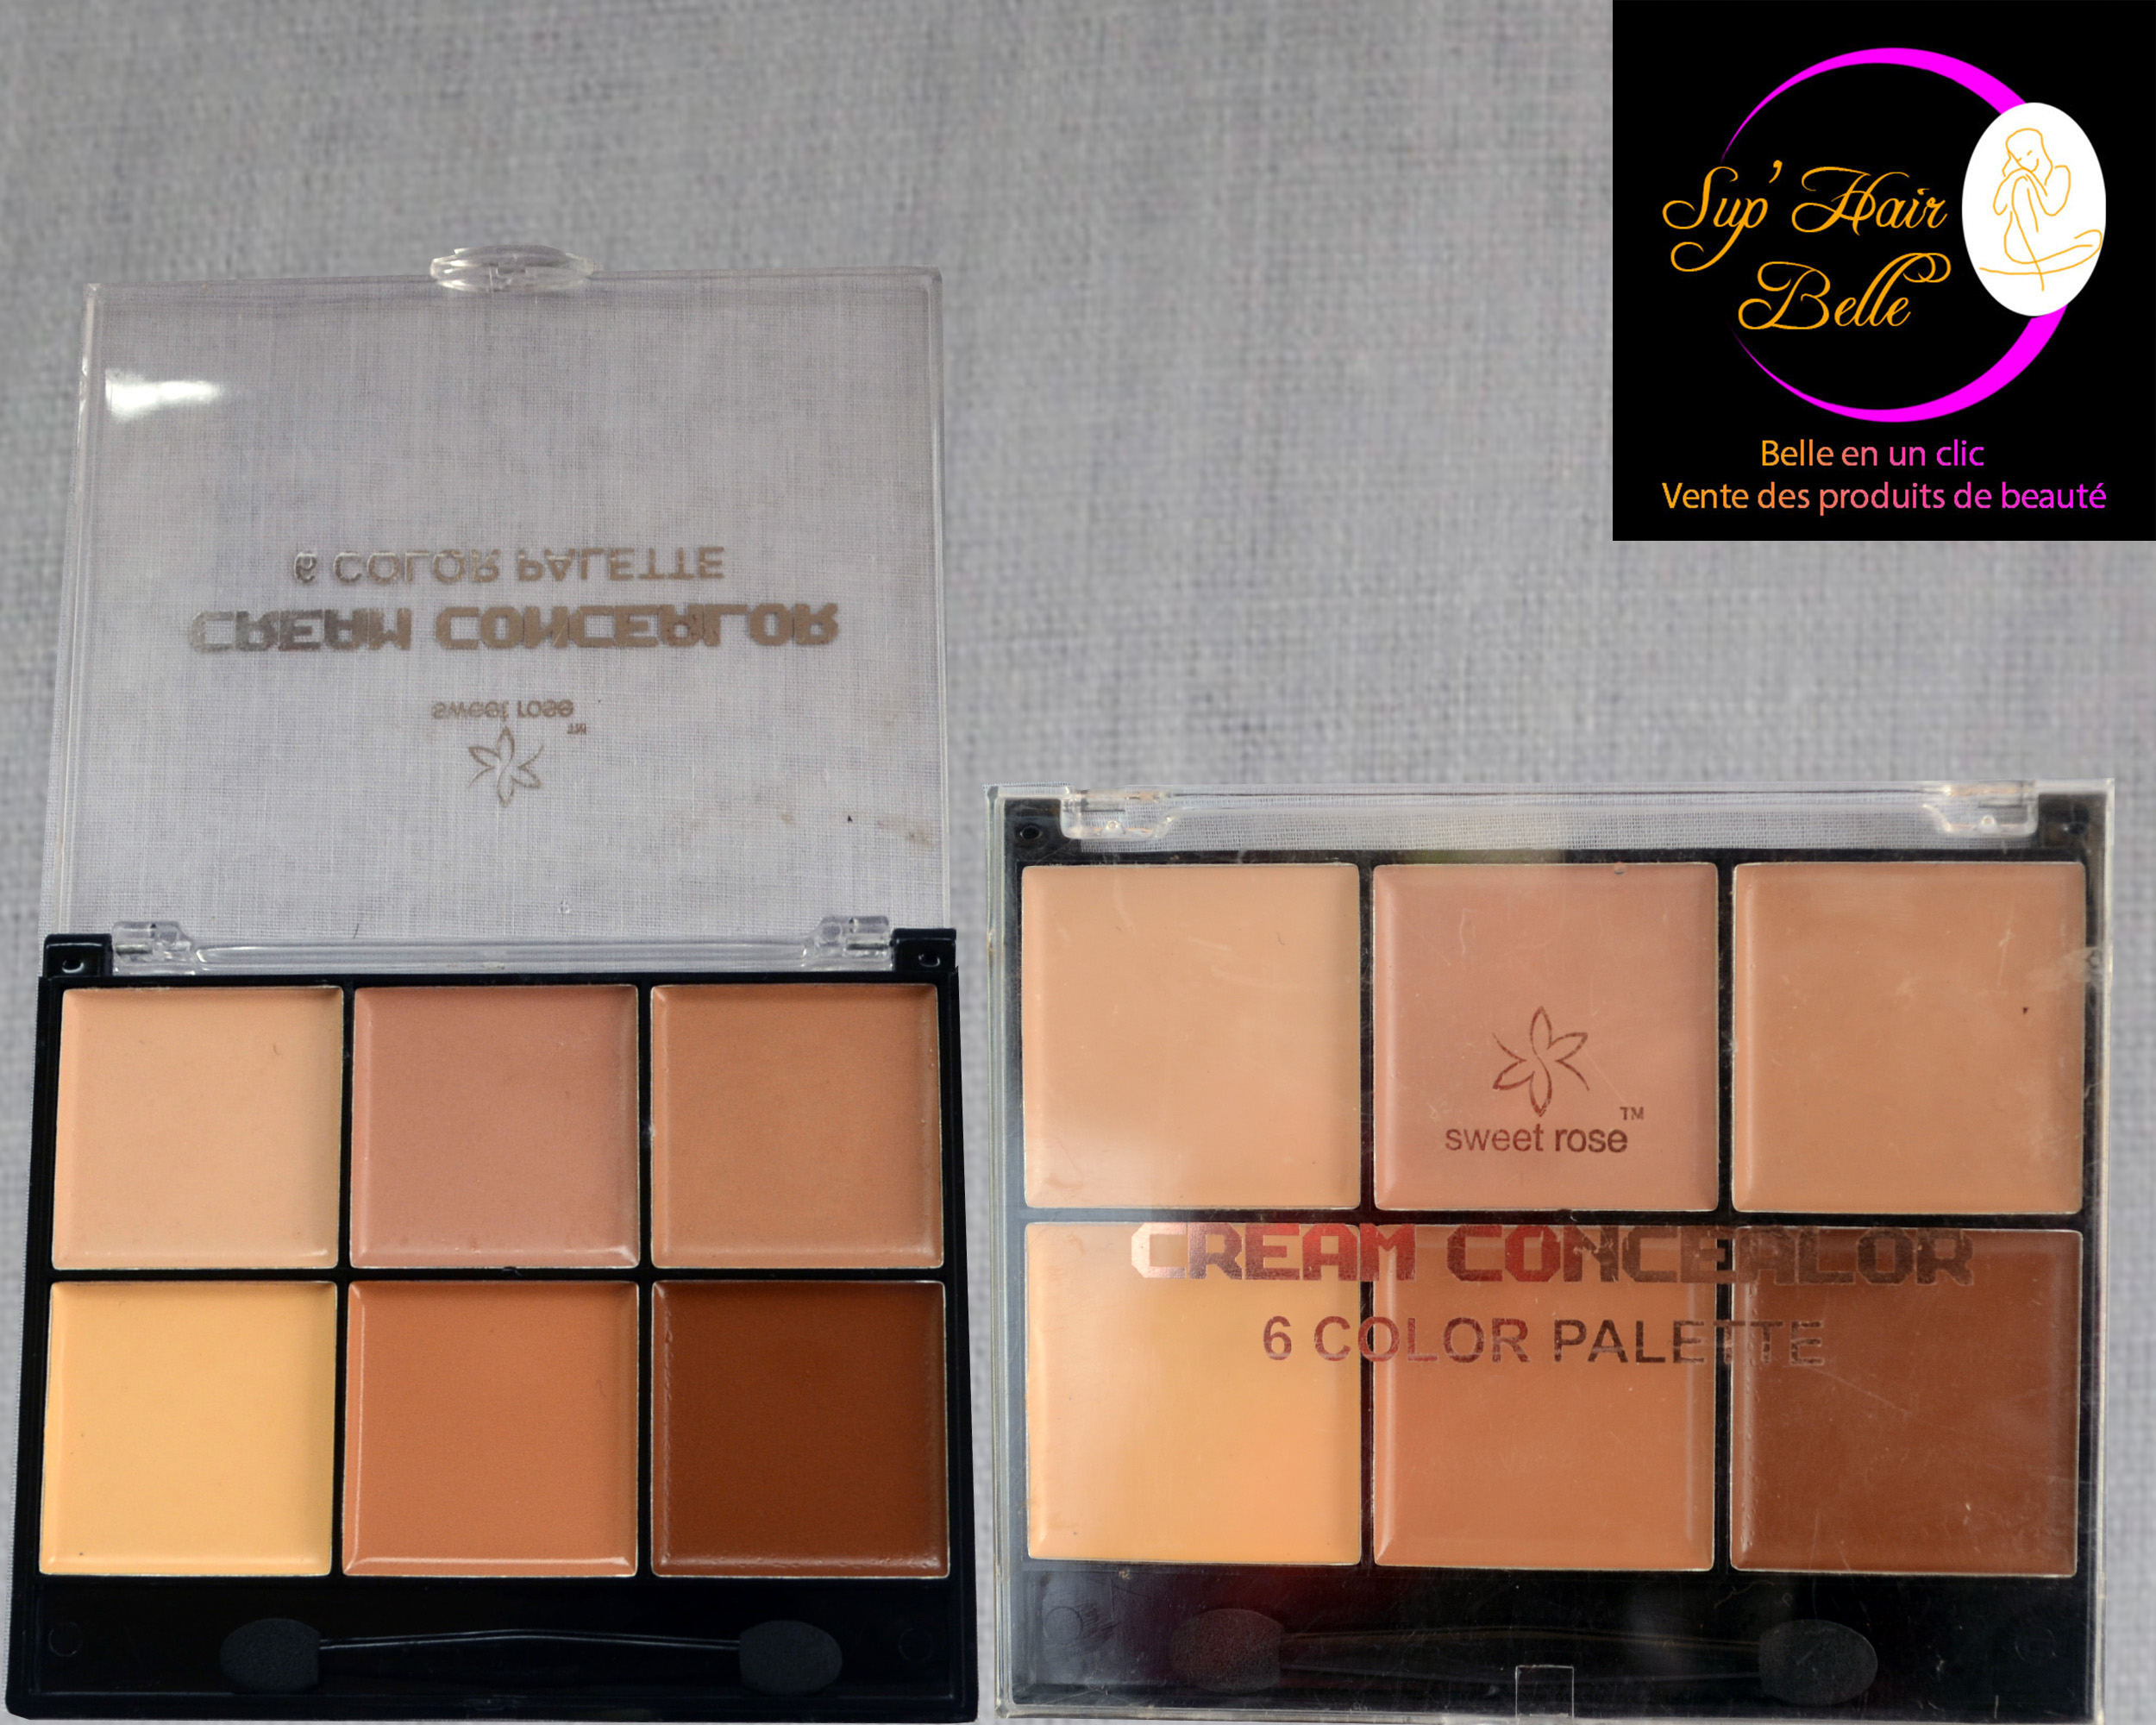 Sup' Hair
Belle
Belle en un clic
Vente des produits de beauté
6 COLOR PALETTE
CREAM CONCEALOR
sweet rose
TM
sweet rose
TM
CREAM CONCEALOR
6 COLOR PALETTE